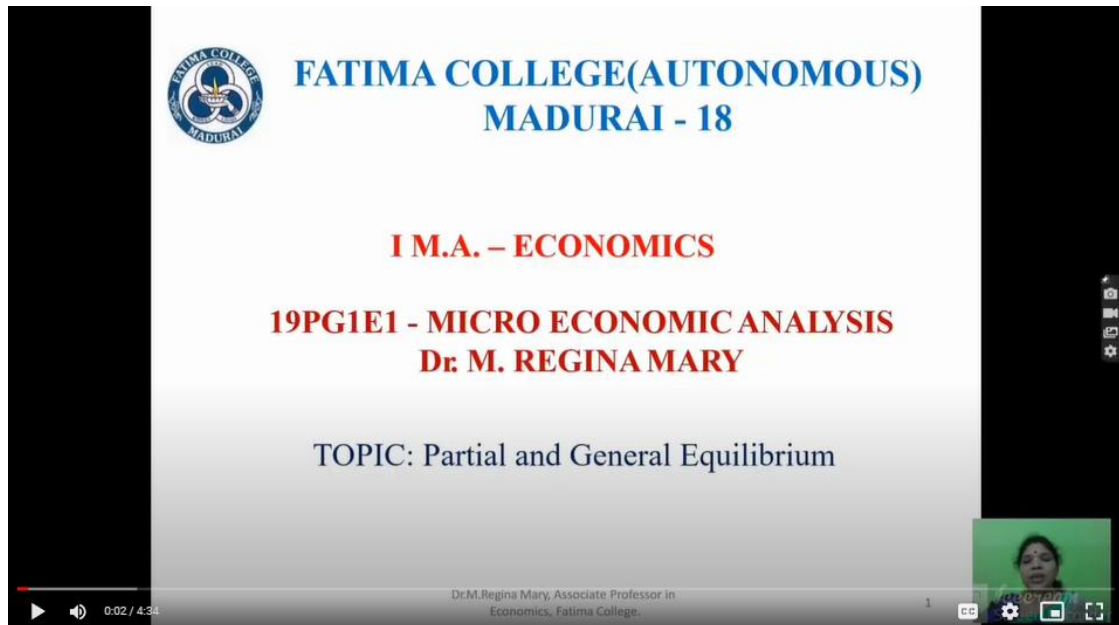 FATIMA COLLEGE
MADURAI
FATIMA COLLEGE(AUTONOMOUS)
MADURAI - 18
I M.A. – ECONOMICS
19PG1E1 - MICRO ECONOMIC ANALYSIS
Dr. M. REGINA MARY
TOPIC: Partial and General Equilibrium
Dr.M.Regina Mary, Associate Professor in
Economics, Fatima College.
1
0:02 / 4:34
CC